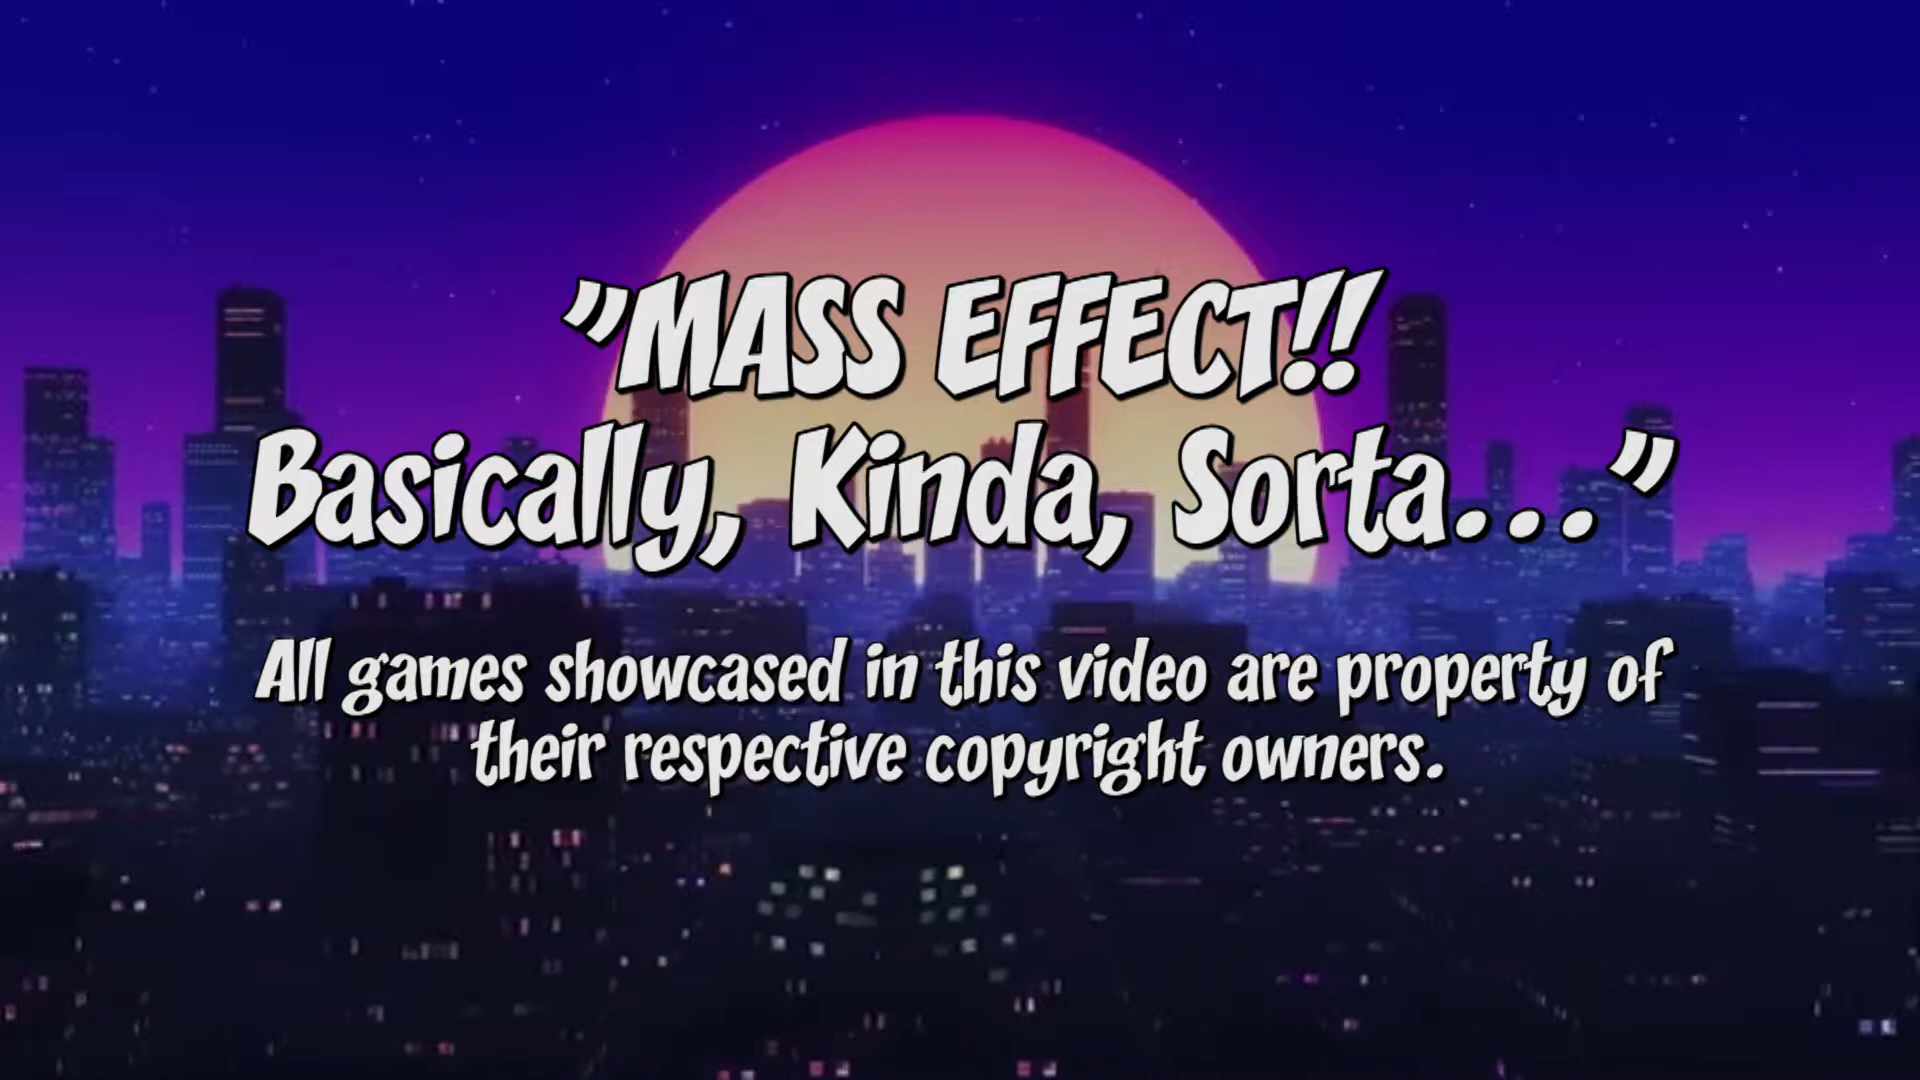 "MASS EFFECT!!
Basically, Kinda, Sorta..."
All games showcased in this video are property of
their respective copyright owners.